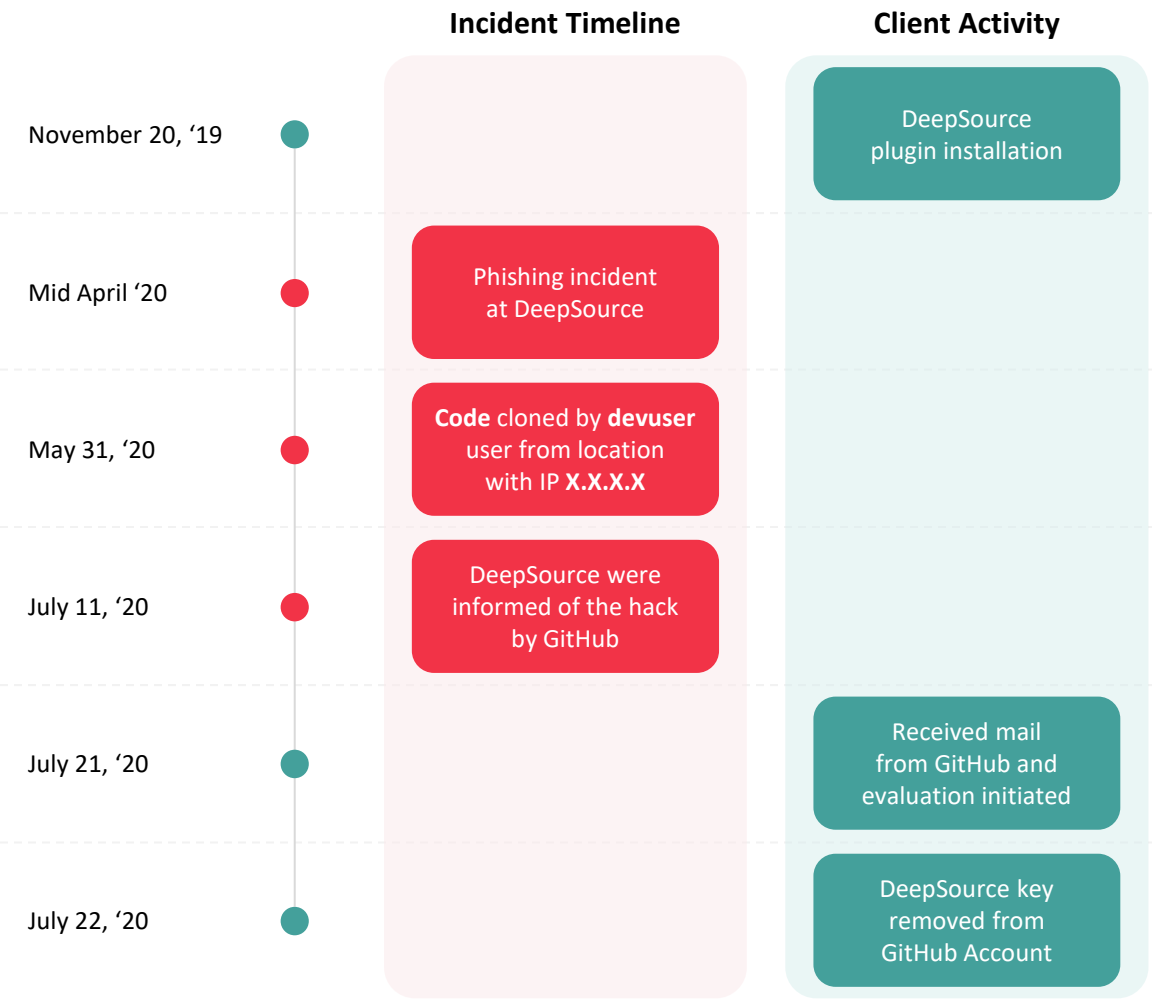 Incident Timeline
Client Activity
November 20, ‘19
DeepSource
plugin installation
Mid April ‘20
Phishing incident
at DeepSource
May 31, ‘20
Code cloned by devuser
user from location
with IP X.X.X.X
July 11, ‘20
DeepSource were
informed of the hack
by GitHub
July 21, ‘20
Received mail
from GitHub and
evaluation initiated
July 22, ‘20
DeepSource key
removed from
GitHub Account